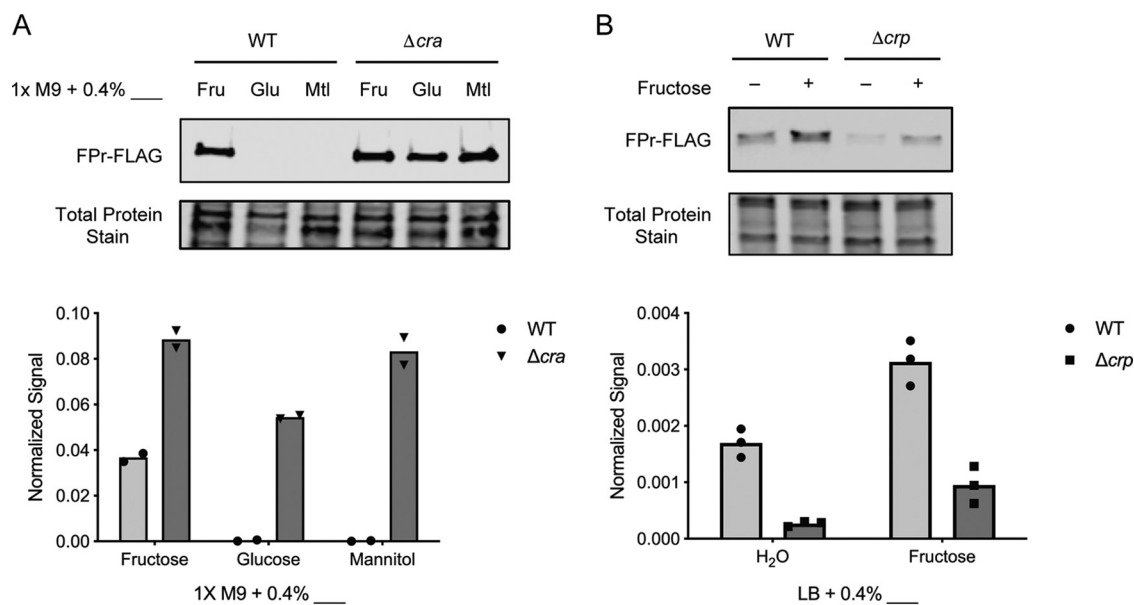 A
WT Δcra
1x M9 + 0.4% ___ Fru Glu Mtl Fru Glu Mtl
FPr-FLAG
Total Protein
Stain
0.10
0.08
0.06
0.04
0.02
0.00
Normalized Signal
Fructose Glucose Mannitol
1X M9 + 0.4% ___
WT
Δcra
B
WT Δcrp
Fructose – + – +
FPr-FLAG
Total Protein
Stain
0.004
0.003
0.002
0.001
0.000
Normalized Signal
H₂O Fructose
LB + 0.4% ___
WT
Δcrp